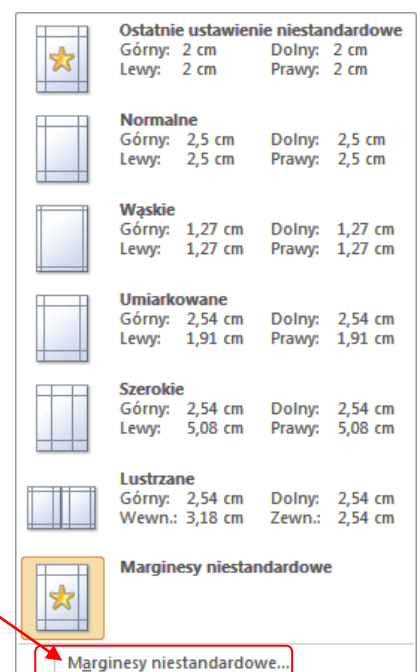 Ostatnie ustawienie niestandardowe
Górny: 2 cm Dolny: 2 cm
Lewy: 2 cm Prawy: 2 cm
Normalne
Górny: 2,5 cm Dolny: 2,5 cm
Lewy: 2,5 cm Prawy: 2,5 cm
Wąskie
Górny: 1,27 cm Dolny: 1,27 cm
Lewy: 1,27 cm Prawy: 1,27 cm
Umiarkowane
Górny: 2,54 cm Dolny: 2,54 cm
Lewy: 1,91 cm Prawy: 1,91 cm
Szerokie
Górny: 2,54 cm Dolny: 2,54 cm
Lewy: 5,08 cm Prawy: 5,08 cm
Lustrzane
Górny: 2,54 cm Dolny: 2,54 cm
Wewn.: 3,18 cm Zewn.: 2,54 cm
Marginesy niestandardowe
Marginesy niestandardowe...